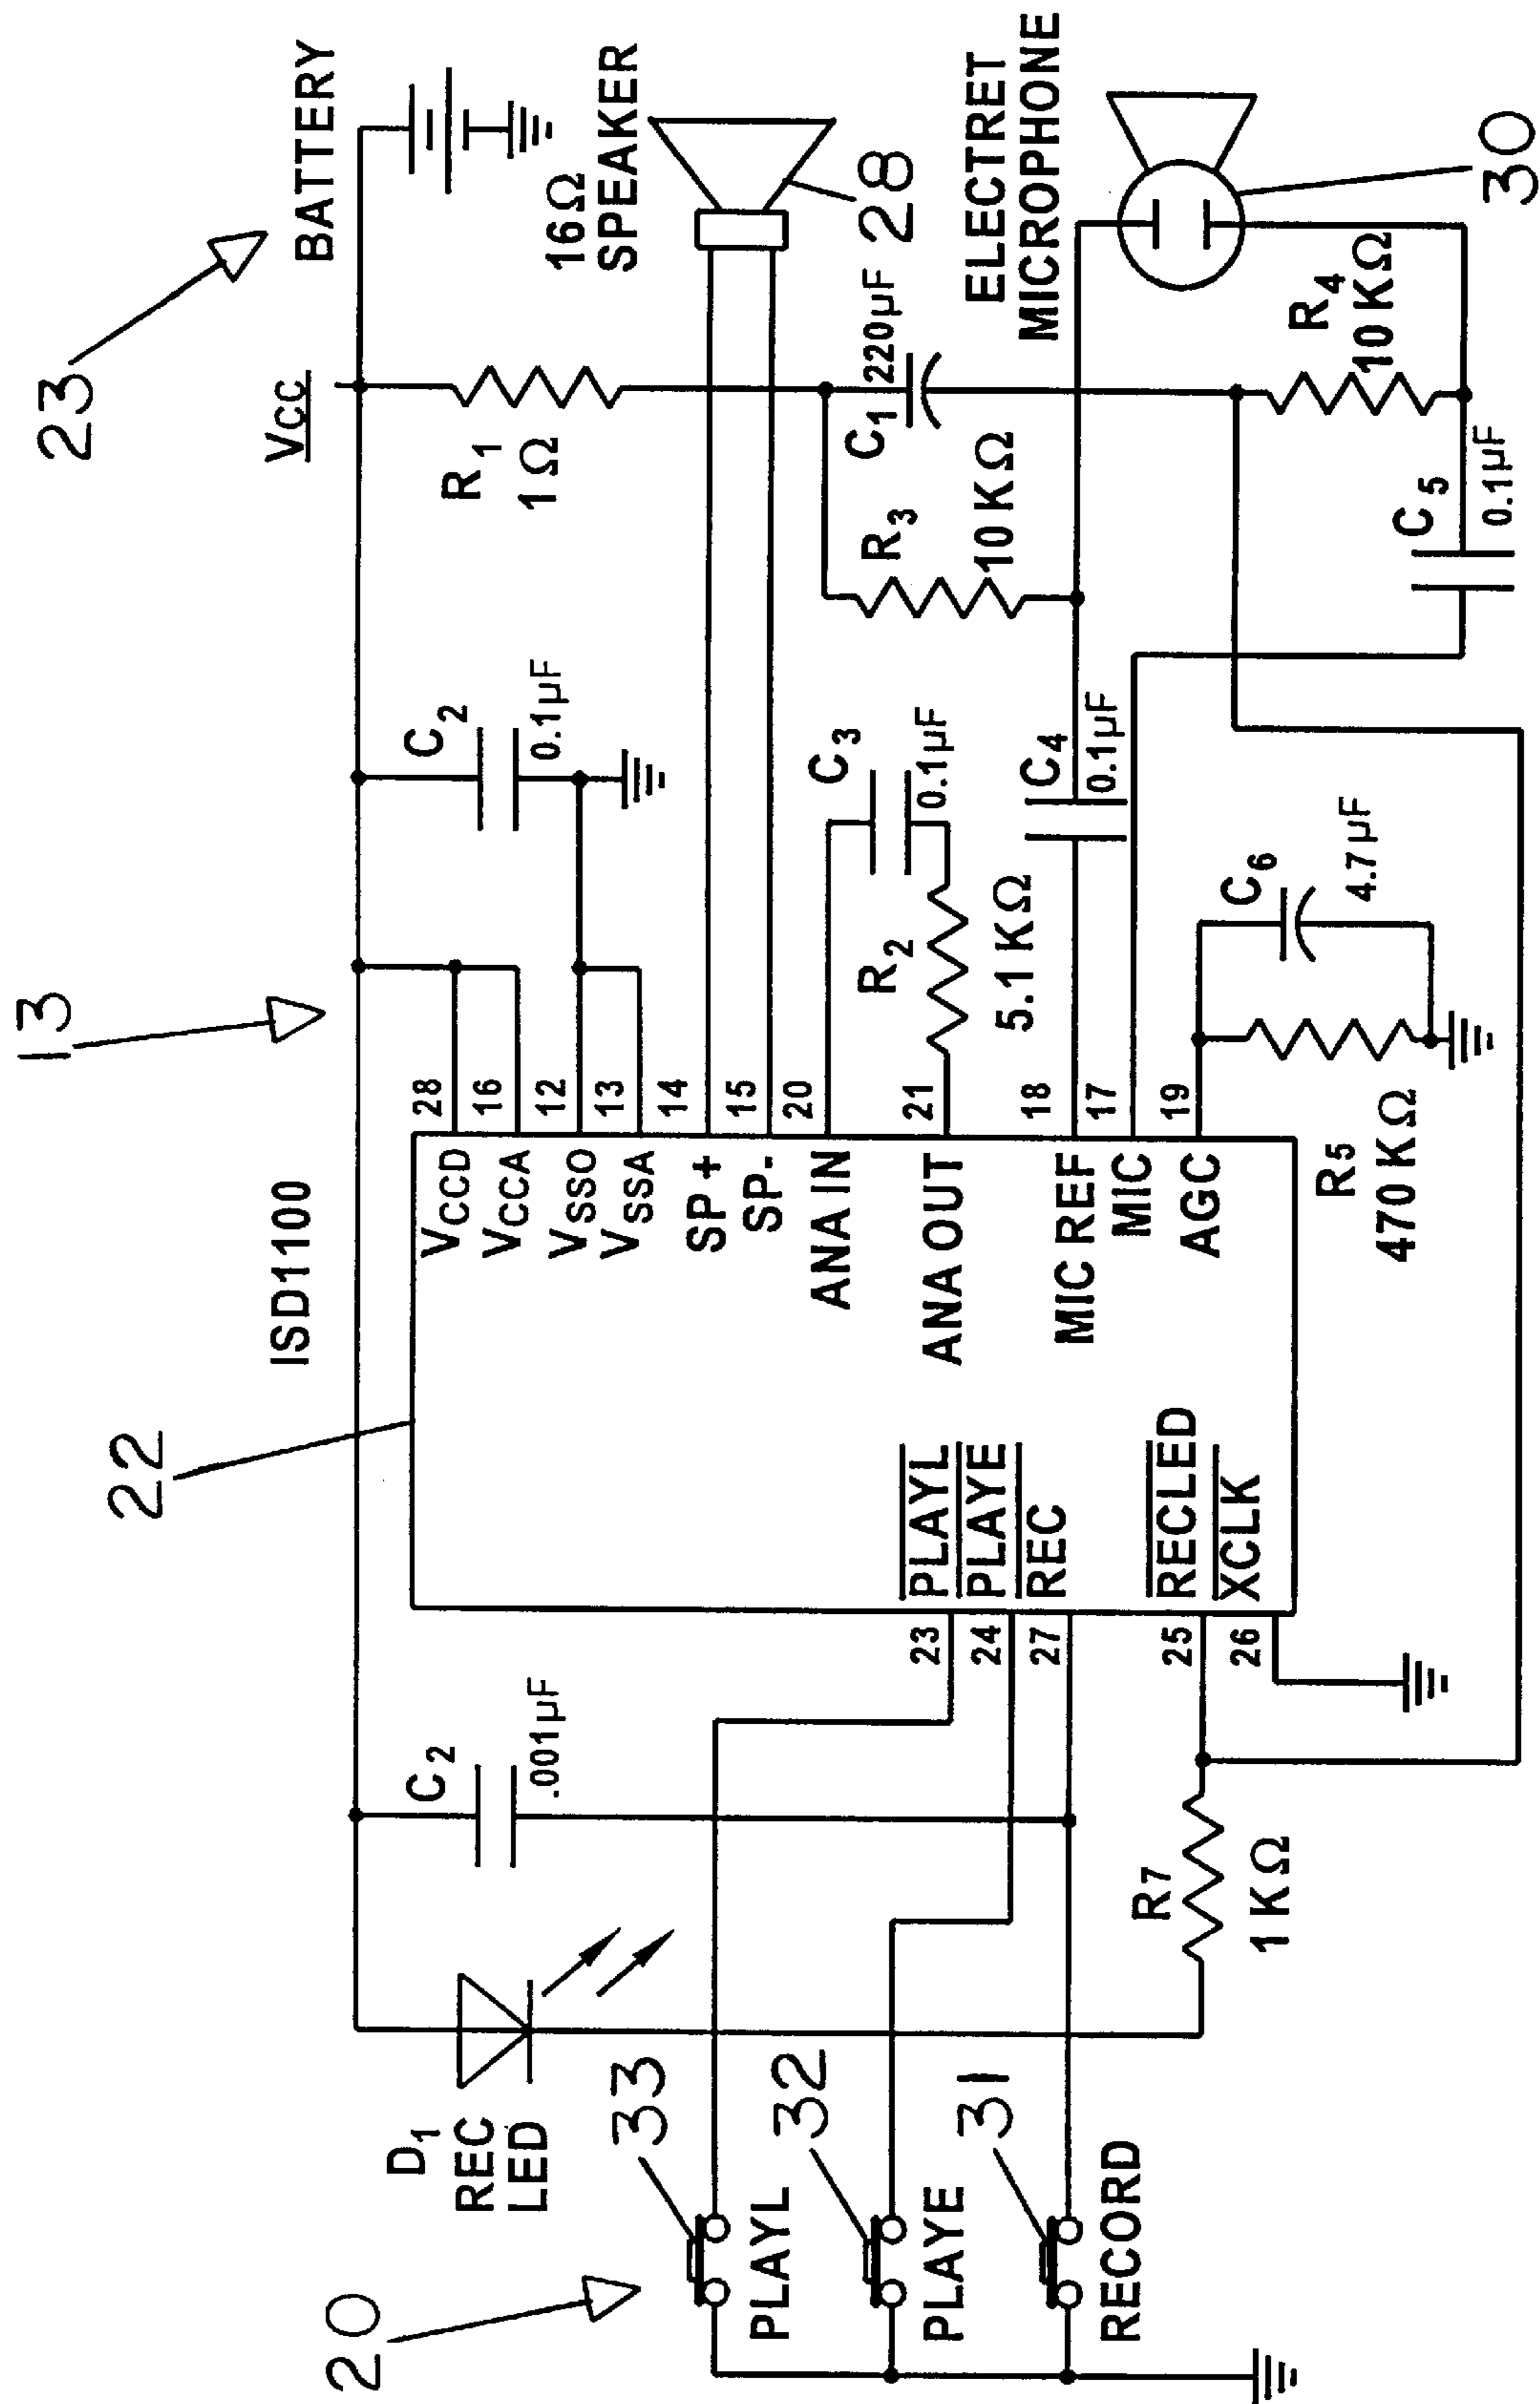 23
13
22
20
BATTERY
VCC
ISD1100
16Ω
SPEAKER
28
R1
1Ω
C2
0.1µF
C2
.001µF
D1
REC
LED
33
PLAYL
32
PLAYE
31
RECORD
28
16
12
13
14
15
20
21
18
17
19
VCCD
VCCA
VSSO
VSSA
SP+
SP-
ANA IN
ANA OUT
MIC REF
MIC
AGC
PLAYL
PLAYE
REC
RECLED
XCLK
23
24
27
25
26
R7
1KΩ
C1
220µF
R3
10KΩ
C3
0.1µF
R2
5.1KΩ
C4
0.1µF
ELECTRET
MICROPHONE
30
R4
10KΩ
C5
0.1µF
C6
4.7µF
R5
470KΩ